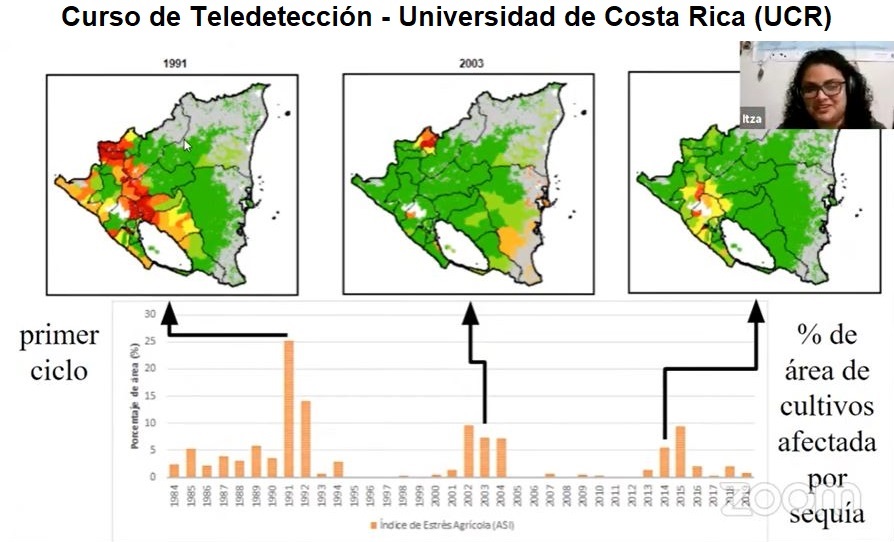 Curso de Teledetección - Universidad de Costa Rica (UCR)
1991
2003
Itza
primer
ciclo
% de
área de
cultivos
afectada
por
sequía
Porcentaje de área (%)
30
25
20
15
10
5
0
1984 1985 1986 1987 1988 1989 1990 1991 1992 1993 1994 1995 1996 1997 1998 1999 2000 2001 2002 2003 2004 2005 2006 2007 2008 2009 2010 2011 2012 2013 2014 2015 2016 2017 2018
Índice de Estrés Agrícola (ASI)
zoom